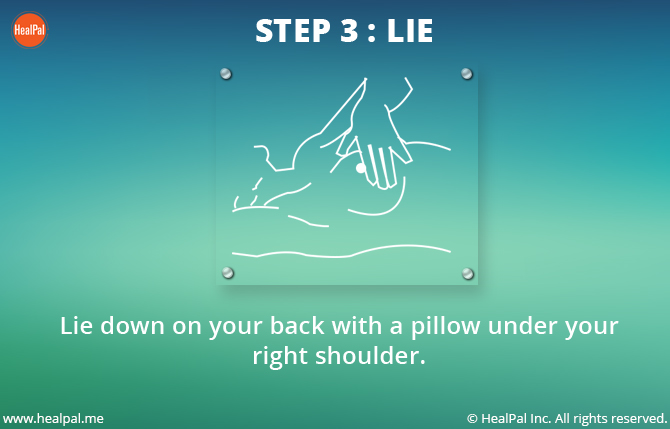 HealPal
STEP 3 : LIE
Lie down on your back with a pillow under your
right shoulder.
www.healpal.me
© HealPal Inc. All rights reserved.